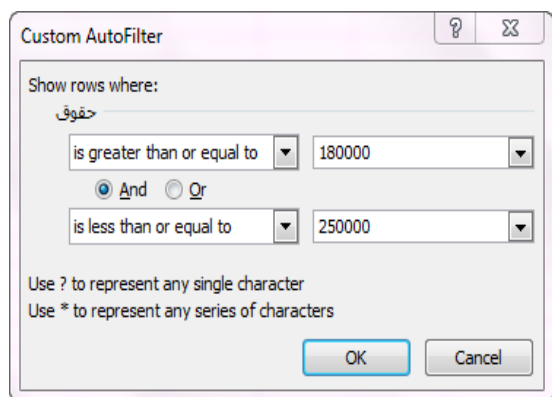 Custom AutoFilter
Show rows where:
حقوق
is greater than or equal to 180000
And Or
is less than or equal to 250000
Use ? to represent any single character
Use * to represent any series of characters
OK Cancel